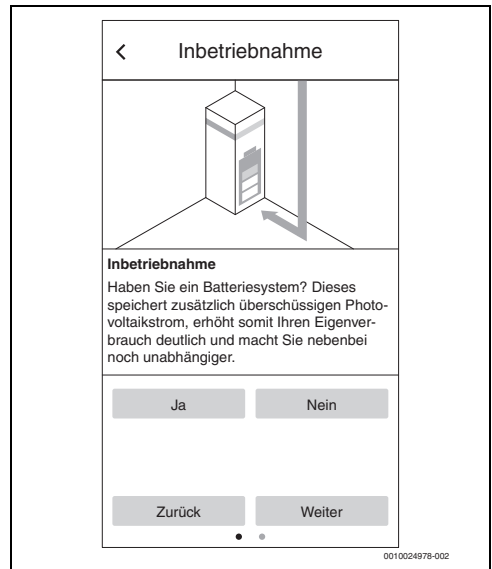 Inbetriebnahme
Inbetriebnahme
Haben Sie ein Batteriesystem? Dieses
speichert zusätzlich überschüssigen Photo-
voltaikstrom, erhöht somit Ihren Eigenver-
brauch deutlich und macht Sie nebenbei
noch unabhängiger.
Ja Nein
Zurück Weiter
0010024978-002